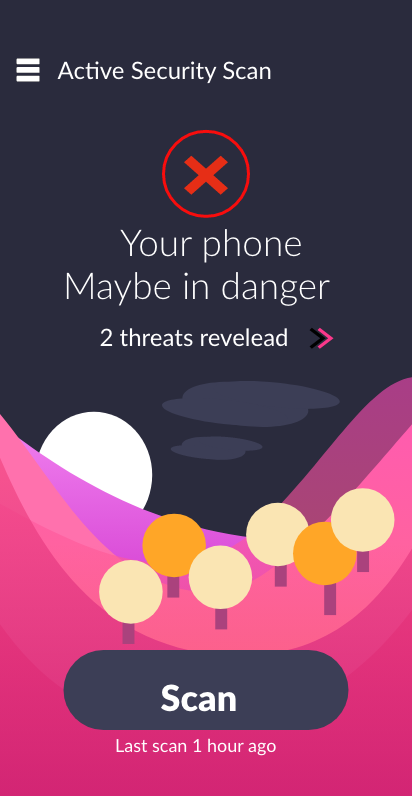 Active Security Scan
Your phone
Maybe in danger
2 threats revelead
Scan
Last scan 1 hour ago